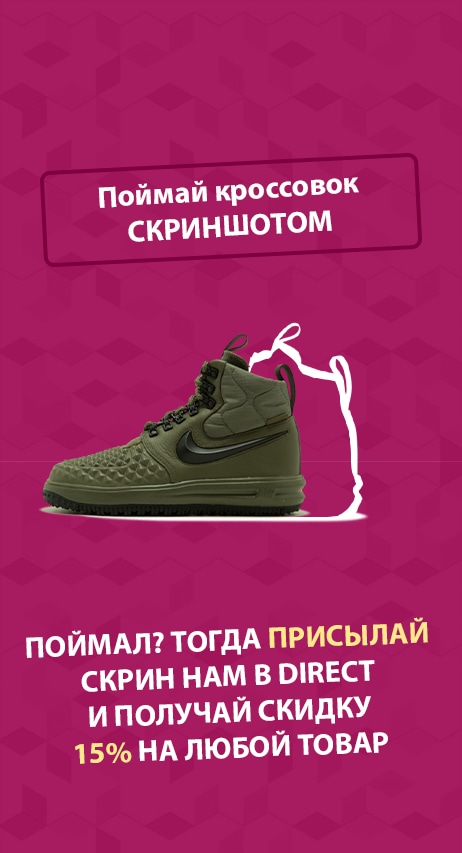 Поймай кроссовок
СКРИНШОТОМ
ПОЙМАЛ? ТОГДА ПРИСЫЛАЙ
СКРИН НАМ В DIRECT
И ПОЛУЧАЙ СКИДКУ
15% НА ЛЮБОЙ ТОВАР